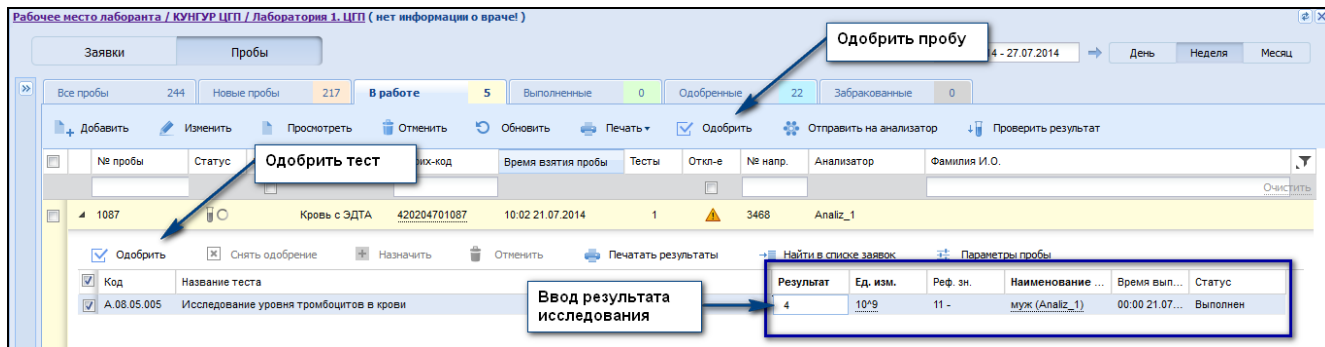 Рабочее место лаборанта / КУНГУР ЦГП / Лаборатория 1. ЦГП ( нет информации о враче! )
Заявки Пробы Одобрить пробу 4 - 27.07.2014 День Неделя Месяц
Все пробы 244 Новые пробы 217 В работе 5 Выполненные 0 Одобренные 22 Забракованные 0
Добавить Изменить Просмотреть Отменить Обновить Печать Одобрить Отправить на анализатор Проверить результат
№ пробы Статус Одобрить тест рих-код Время взятия пробы Тесты Откл-е № напр. Анализатор Фамилия И.О.
Очистить
1087 Кровь с ЭДТА 420204701087 10:02 21.07.2014 1 3468 Analiz_1
Одобрить Снять одобрение Назначить Отменить Печатать результаты Найти в списке заявок Параметры пробы
Код Название теста Результат Ед. изм. Реф. зн. Наименование ... Время вып... Статус
A.08.05.005 Исследование уровня тромбоцитов в крови 4 10^9 11 - муж (Analiz_1) 00:00 21.07... Выполнен
Ввод результата
исследования